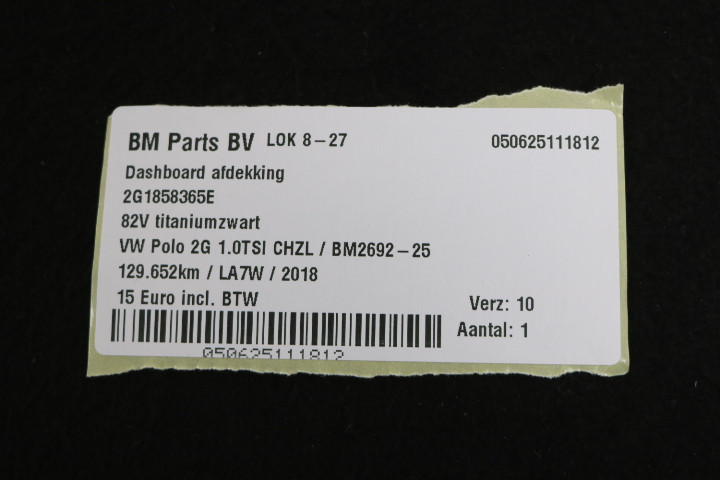 BM Parts BV LOK 8-27 050625111812
Dashboard afdekking
2G1858365E
82V titaniumzwart
VW Polo 2G 1.0TSI CHZL / BM2692-25
129.652km / LA7W / 2018
15 Euro incl. BTW
Verz: 10
Aantal: 1
050625111812